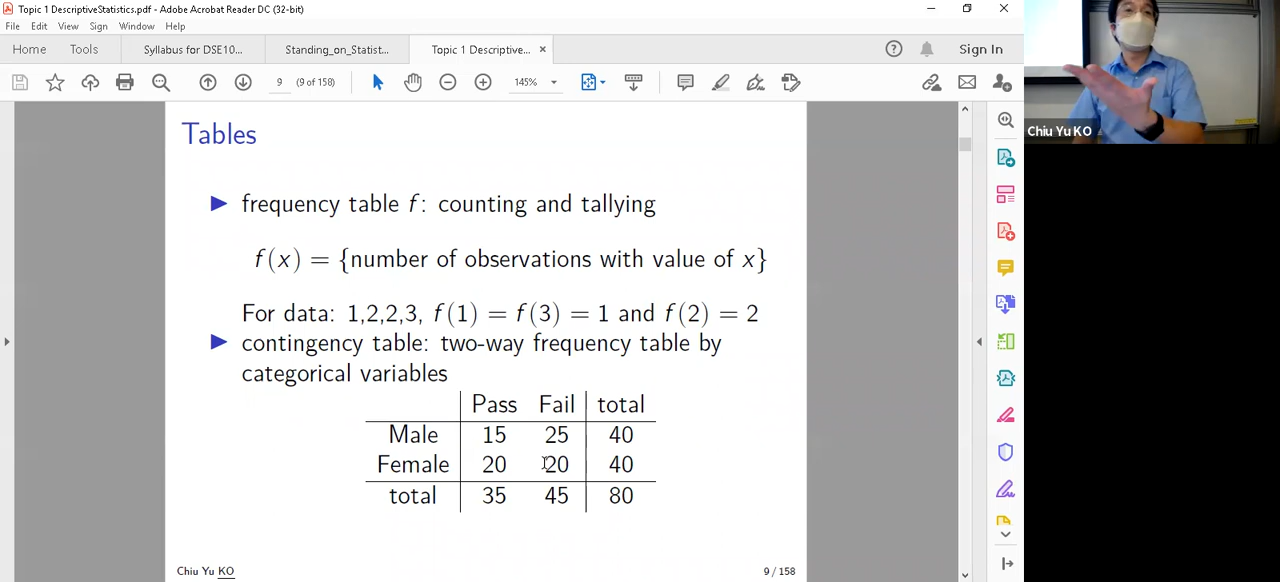 Topic 1 DescriptiveStatistics.pdf - Adobe Acrobat Reader DC (32-bit)
File Edit View Sign Window Help
Home Tools Syllabus for DSE10... Standing_on_Statist... Topic 1 Descriptive... × Sign In
9 (9 of 158) 145%
Tables
frequency table f: counting and tallying
f(x) = {number of observations with value of x}
For data: 1,2,2,3, f(1) = f(3) = 1 and f(2) = 2
contingency table: two-way frequency table by
categorical variables
Pass Fail total
Male 15 25 40
Female 20 20 40
total 35 45 80
Chiu Yu KO 9 / 158
Chiu Yu KO